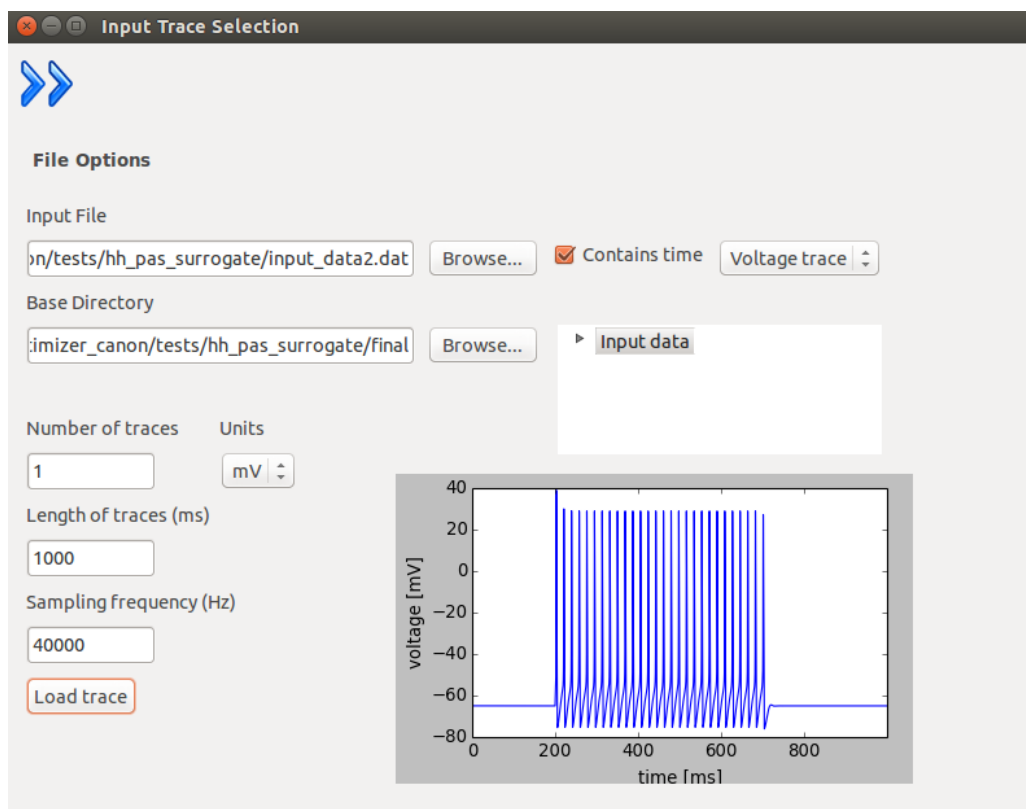 Input Trace Selection
File Options
Input File
on/tests/hh_pas_surrogate/input_data2.dat Browse... Contains time Voltage trace
Base Directory
timizer_canon/tests/hh_pas_surrogate/final Browse... Input data
Number of traces Units
1 mV
Length of traces (ms)
1000
Sampling frequency (Hz)
40000
Load trace
40
20
0
−20
−40
−60
−80
voltage [mV]
0 200 400 600 800
time [ms]